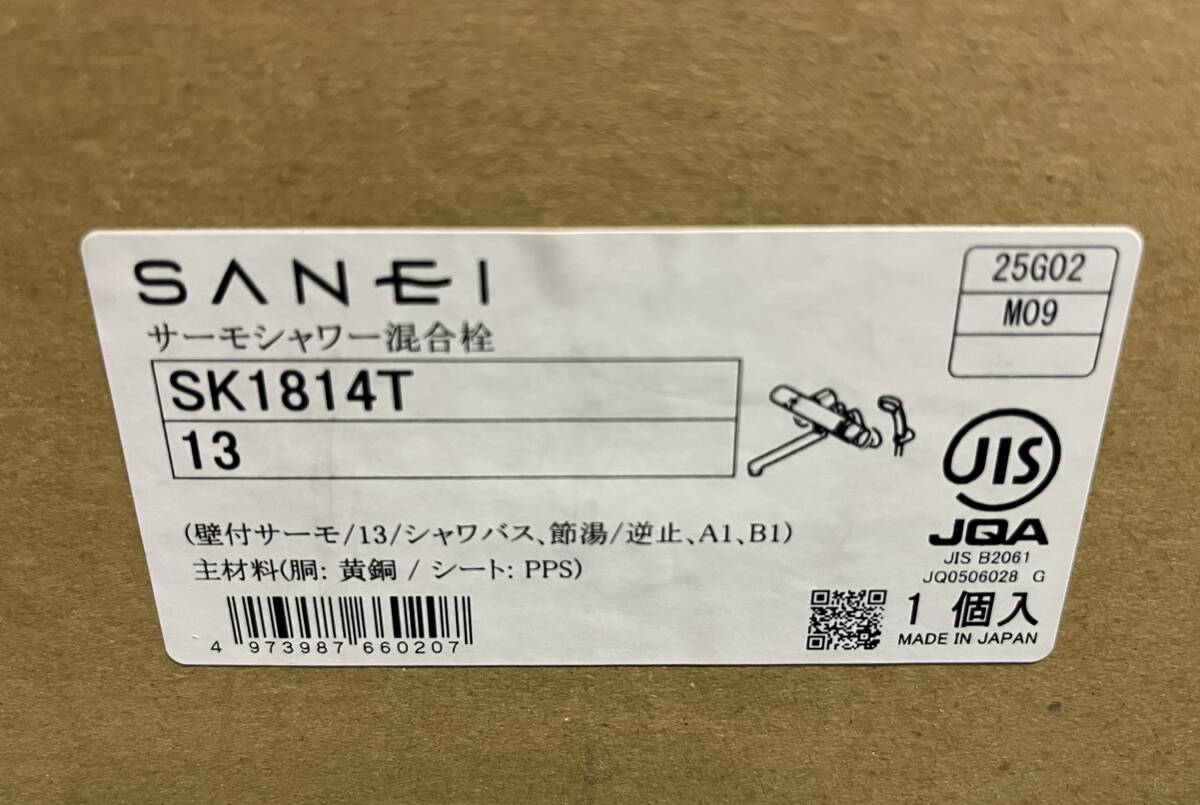 SANEI
サーモシャワー混合栓
SK1814T
13
25G02
M09
(壁付サーモ/13/シャワバス、節湯/逆止、A1、B1)
主材料(胴: 黄銅 / シート: PPS)
4 973987 660207
JIS
JQA
JIS B2061
JQ0506028 G
1 個入
MADE IN JAPAN